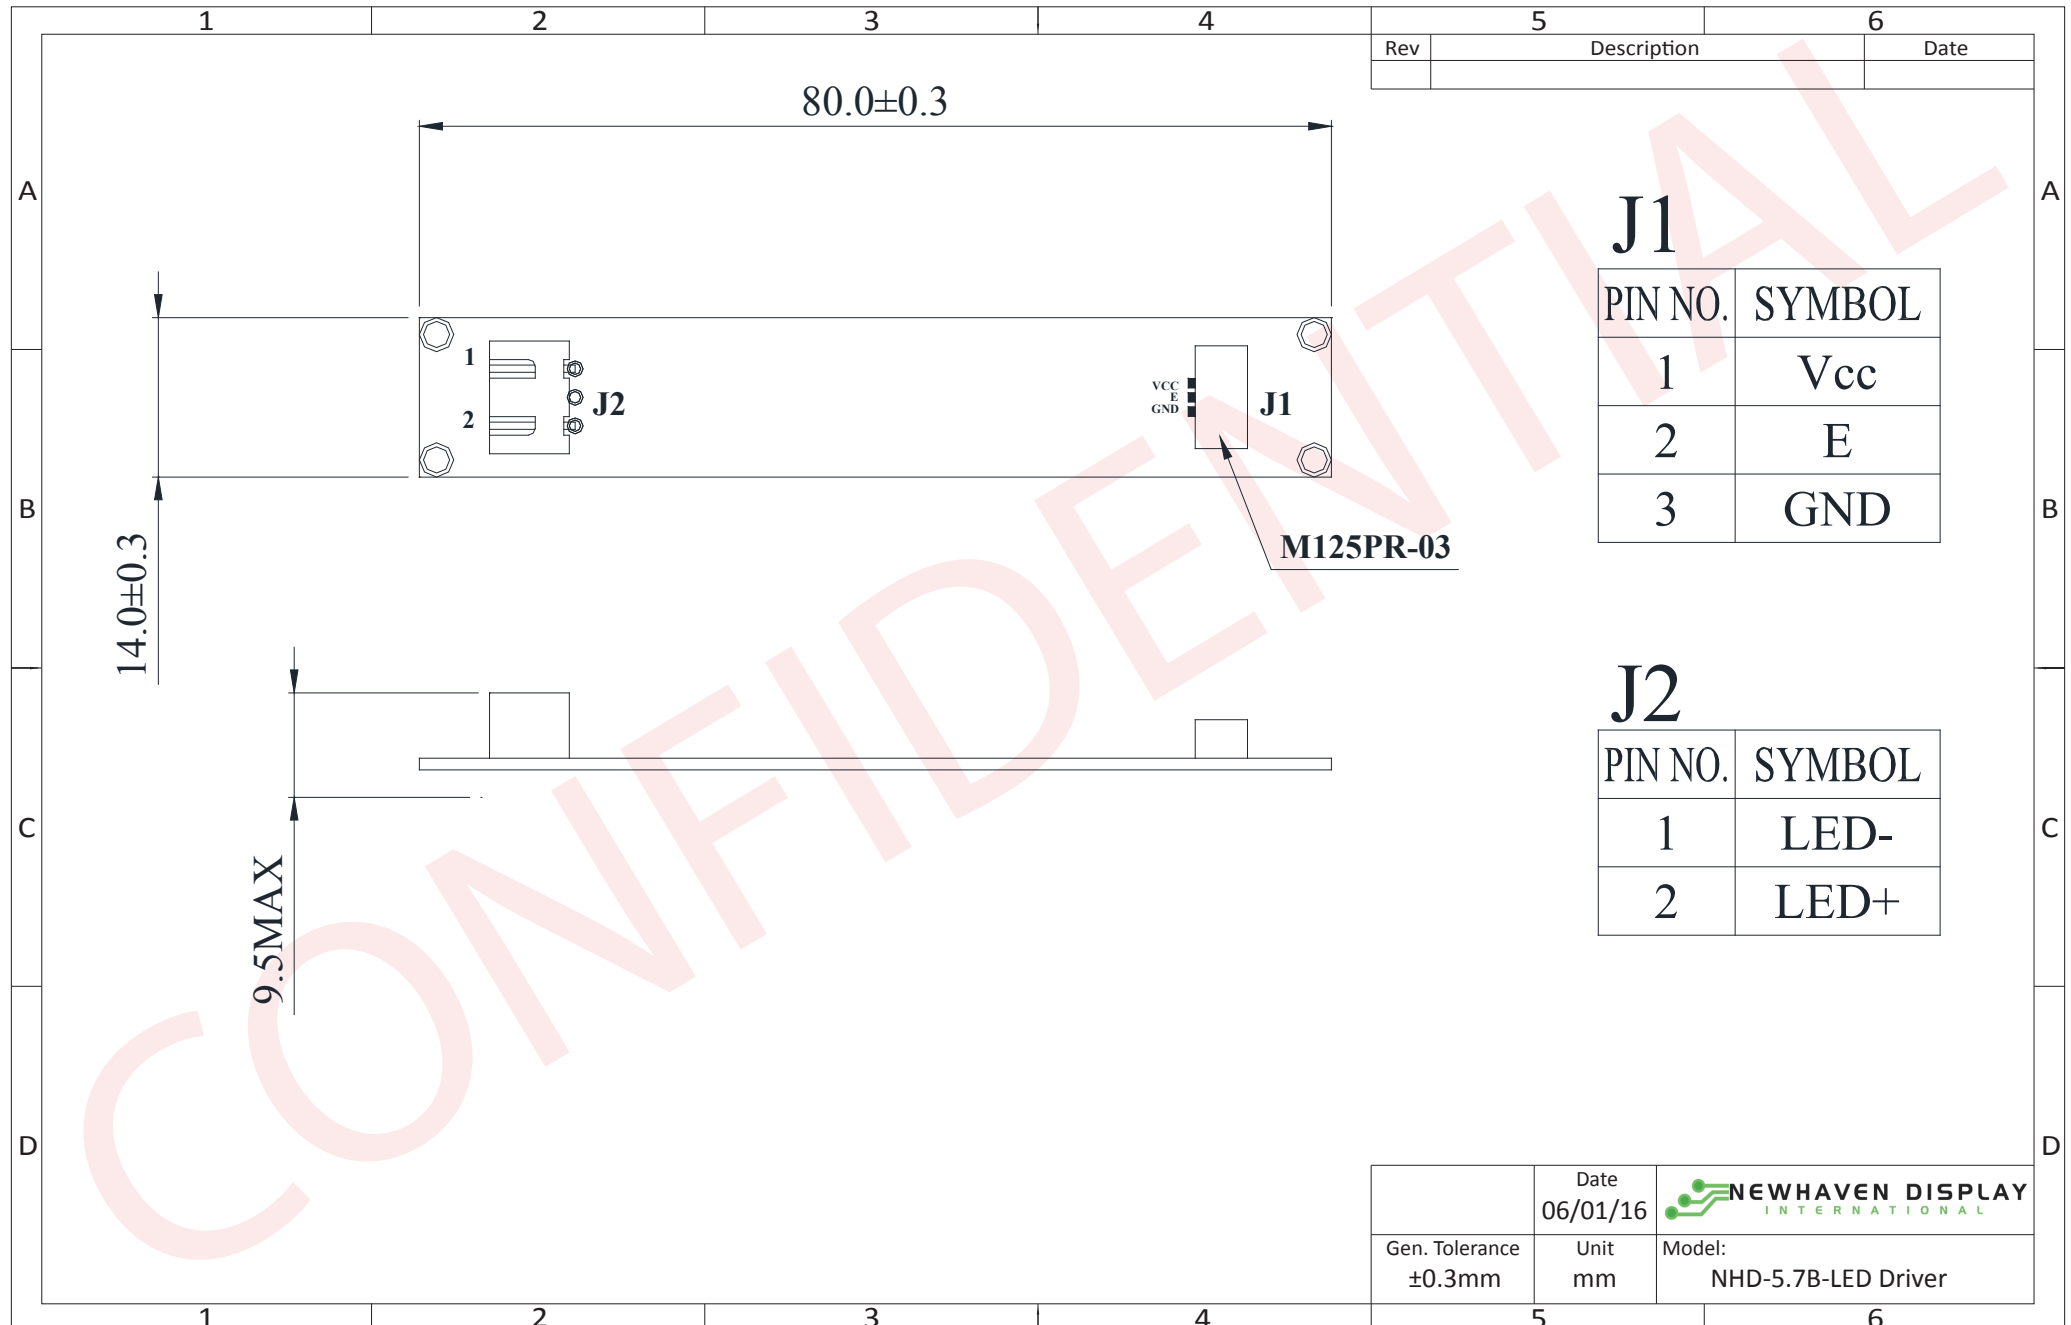 1 2 3 4 5 6
Rev Description Date
80.0±0.3
A A
J1
PIN NO. SYMBOL
1 Vcc
2 E
3 GND
1
2
J2
VCC
E
GND
J1
B B
M125PR-03
14.0±0.3
J2
PIN NO. SYMBOL
1 LED-
2 LED+
C C
9.5MAX
CONFIDENTIAL
D D
Date
06/01/16
NEWHAVEN DISPLAY
INTERNATIONAL
Gen. Tolerance
±0.3mm
Unit
mm
Model:
NHD-5.7B-LED Driver
1 2 3 4 5 6